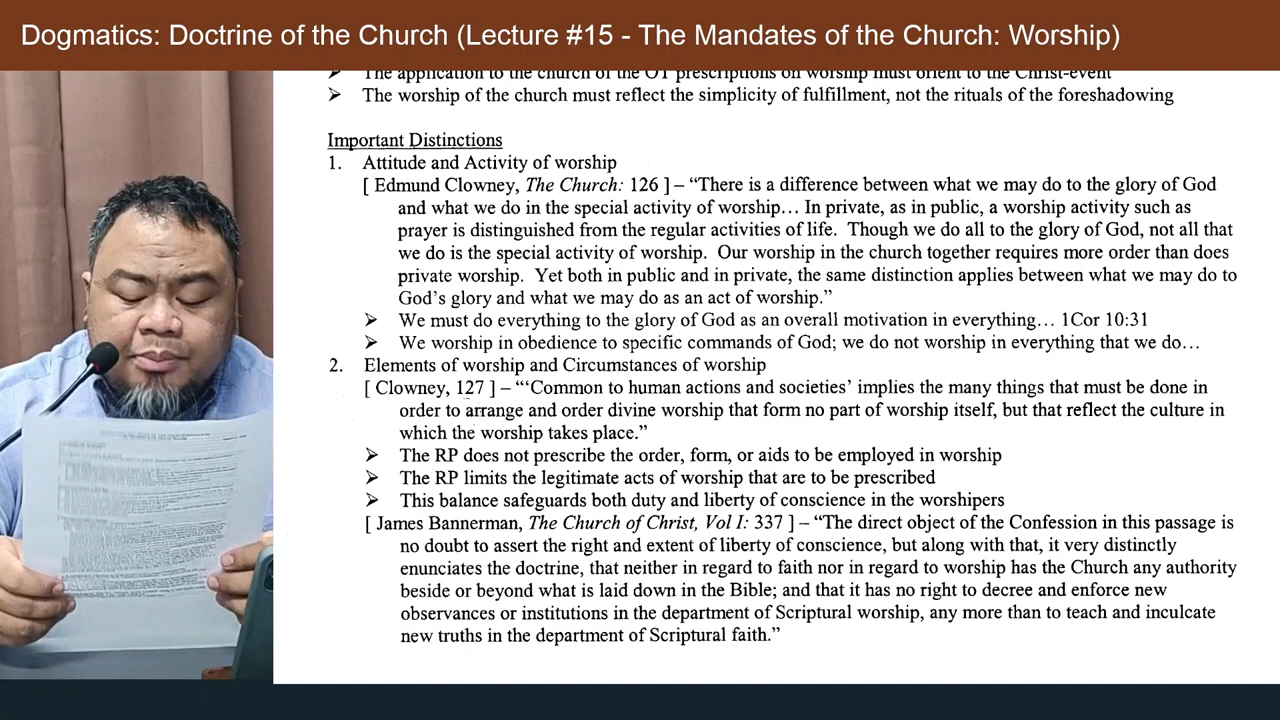 Dogmatics: Doctrine of the Church (Lecture #15 - The Mandates of the Church: Worship)
➢ The application to the church of the OT prescriptions on worship must orient to the Christ-event
➢ The worship of the church must reflect the simplicity of fulfillment, not the rituals of the foreshadowing
Important Distinctions
1. Attitude and Activity of worship
[ Edmund Clowney, The Church: 126 ] – “There is a difference between what we may do to the glory of God
and what we do in the special activity of worship… In private, as in public, a worship activity such as
prayer is distinguished from the regular activities of life. Though we do all to the glory of God, not all that
we do is the special activity of worship. Our worship in the church together requires more order than does
private worship. Yet both in public and in private, the same distinction applies between what we may do to
God’s glory and what we may do as an act of worship.”
➢ We must do everything to the glory of God as an overall motivation in everything… 1Cor 10:31
➢ We worship in obedience to specific commands of God; we do not worship in everything that we do…
2. Elements of worship and Circumstances of worship
[ Clowney, 127 ] – “‘Common to human actions and societies’ implies the many things that must be done in
order to arrange and order divine worship that form no part of worship itself, but that reflect the culture in
which the worship takes place.”
➢ The RP does not prescribe the order, form, or aids to be employed in worship
➢ The RP limits the legitimate acts of worship that are to be prescribed
➢ This balance safeguards both duty and liberty of conscience in the worshipers
[ James Bannerman, The Church of Christ, Vol I: 337 ] – “The direct object of the Confession in this passage is
no doubt to assert the right and extent of liberty of conscience, but along with that, it very distinctly
enunciates the doctrine, that neither in regard to faith nor in regard to worship has the Church any authority
beside or beyond what is laid down in the Bible; and that it has no right to decree and enforce new
observances or institutions in the department of Scriptural worship, any more than to teach and inculcate
new truths in the department of Scriptural faith.”